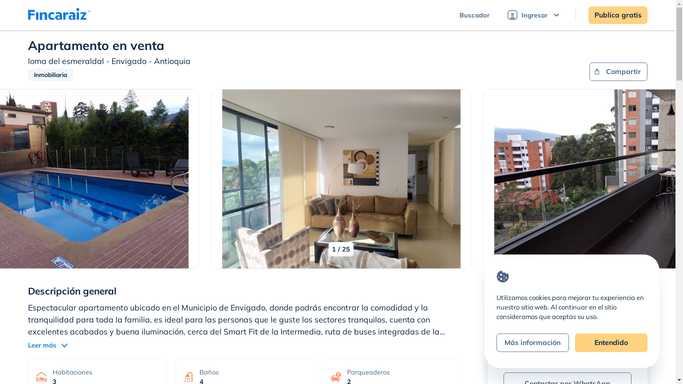 Fincaraiz
Buscador
Ingresar
Publica gratis
Apartamento en venta
loma del esmeraldal - Envigado - Antioquia
Inmobiliaria
Compartir
1 / 25
Descripción general
Espectacular apartamento ubicado en el Municipio de Envigado, donde podrás encontrar la comodidad y la
tranquilidad para toda la familia, es ideal para las personas que le guste los sectores tranquilos, cuenta con
excelentes acabados y buena iluminación, cerca del Smart Fit de la Intermedia, ruta de buses integradas de la...
Leer más
Habitaciones
3
Baños
4
Parqueaderos
2
Utilizamos cookies para mejorar tu experiencia en
nuestro sitio web. Al continuar en el sitio
consideramos que aceptas su uso.
Más información
Entendido
Contactar por WhatsApp